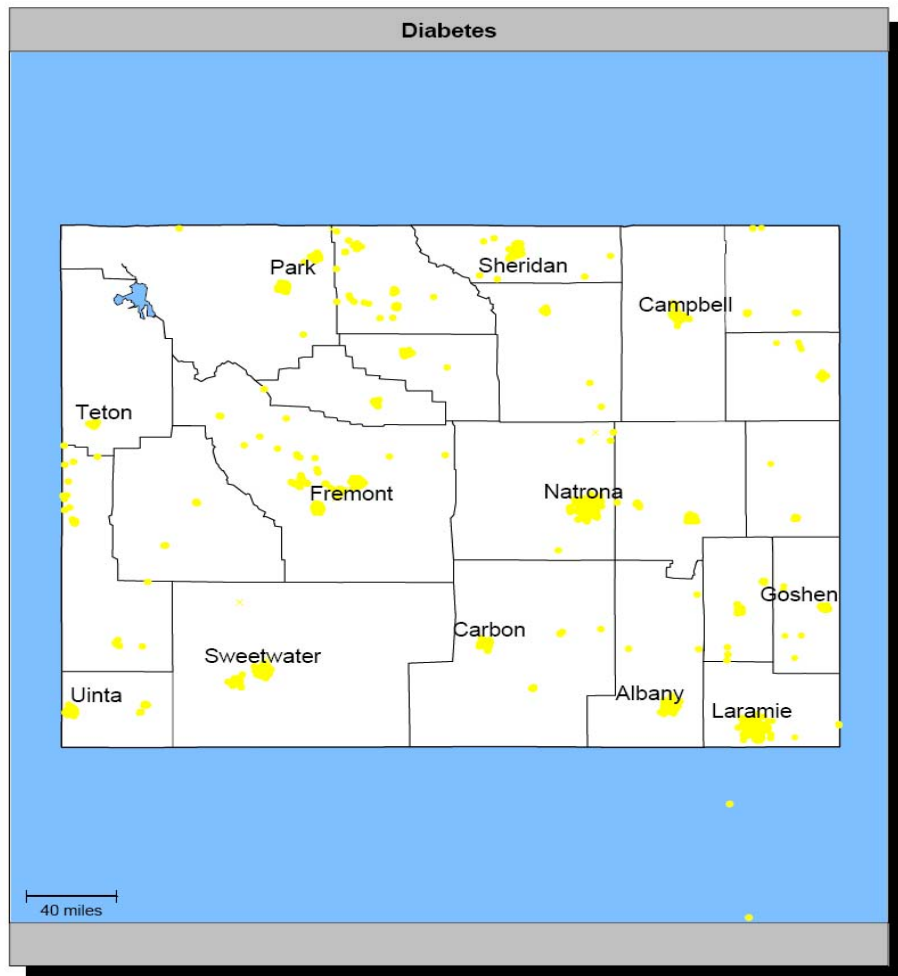 Diabetes
Park
Sheridan
Campbell
Teton
Fremont
Natrona
Goshen
Carbon
Sweetwater
Uinta
Albany
Laramie
40 miles